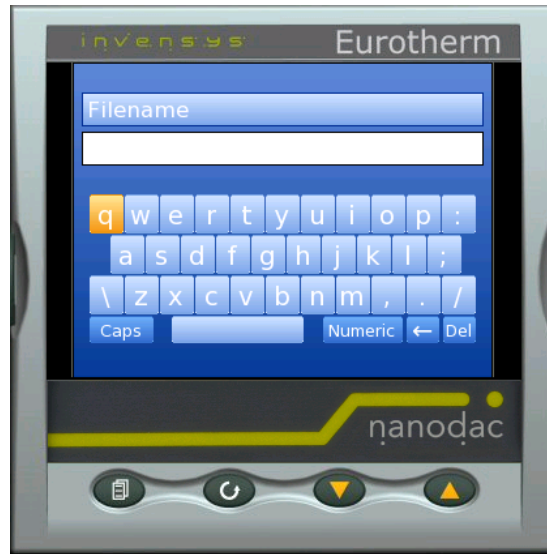 invensys Eurotherm
Filename
q w e r t y u i o p :
a s d f g h j k l ;
\ z x c v b n m , . /
Caps Numeric ← Del
nanodac